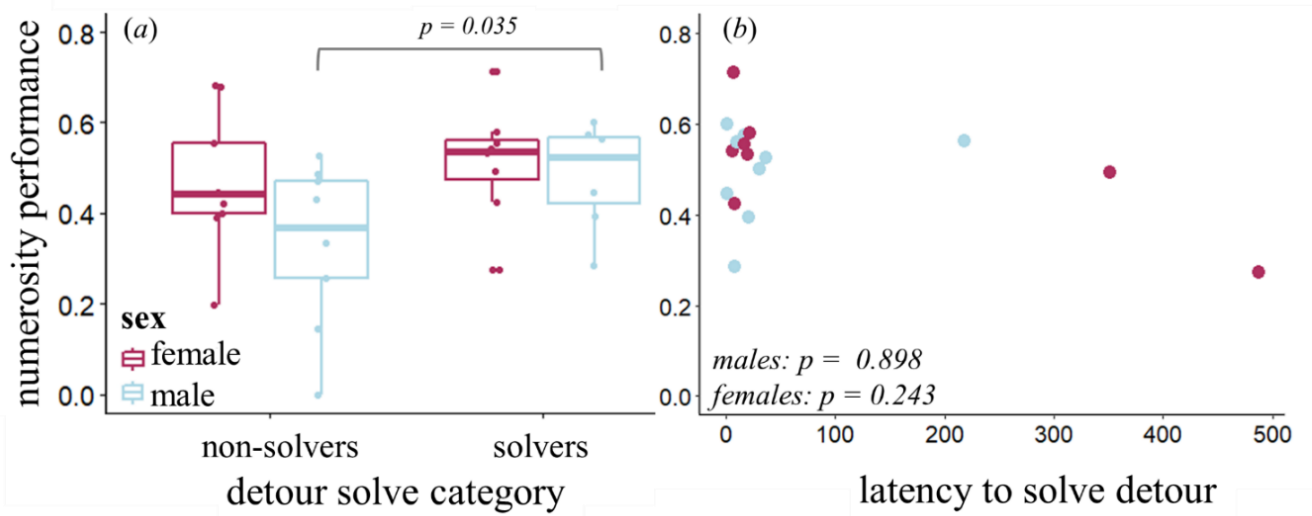 (a)
p = 0.035
0.8
0.6
0.4
0.2
0.0
numerosity performance
sex
female
male
non-solvers solvers
detour solve category
(b)
0.8
0.6
0.4
0.2
0.0
males: p = 0.898
females: p = 0.243
0 100 200 300 400 500
latency to solve detour